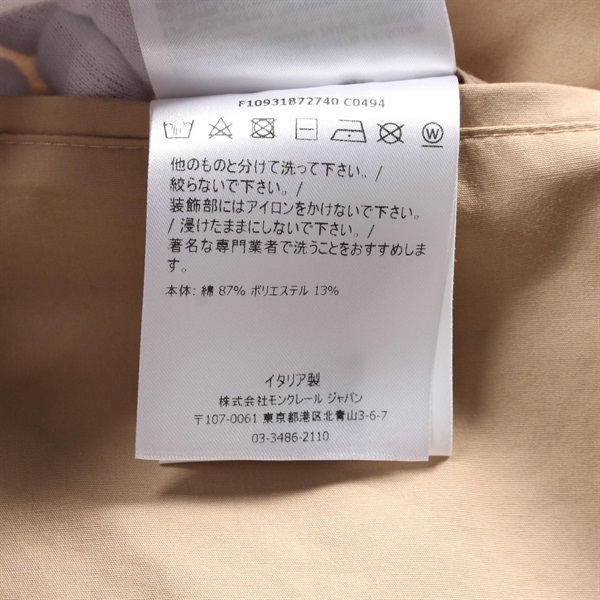 F10931B72740 C0494
W
他のものと分けて洗って下さい。/
絞らないで下さい。/
装飾部にはアイロンをかけないで下さい。
/ 浸けたままにしないで下さい。/
著名な専門業者で洗うことをおすすめしま
す。
本体: 綿 87% ポリエステル 13%
イタリア製
株式会社モンクレール ジャパン
〒107-0061 東京都港区北青山3-6-7
03-3486-2110